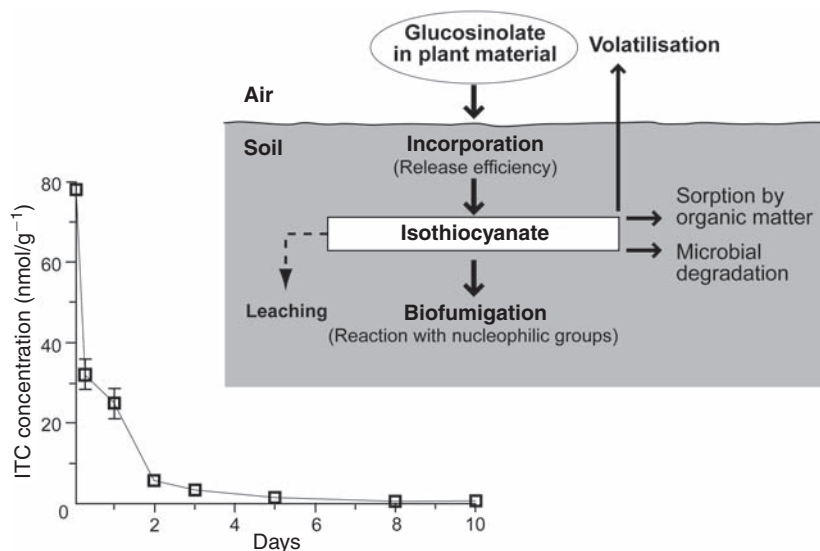 Glucosinolate
in plant material
Volatilisation
Air
Soil
Incorporation
(Release efficiency)
Isothiocyanate
Sorption by
organic matter
Microbial
degradation
Leaching
Biofumigation
(Reaction with nucleophilic groups)
ITC concentration (nmol/g−1)
80
60
40
20
0
2
4
6
8
10
Days